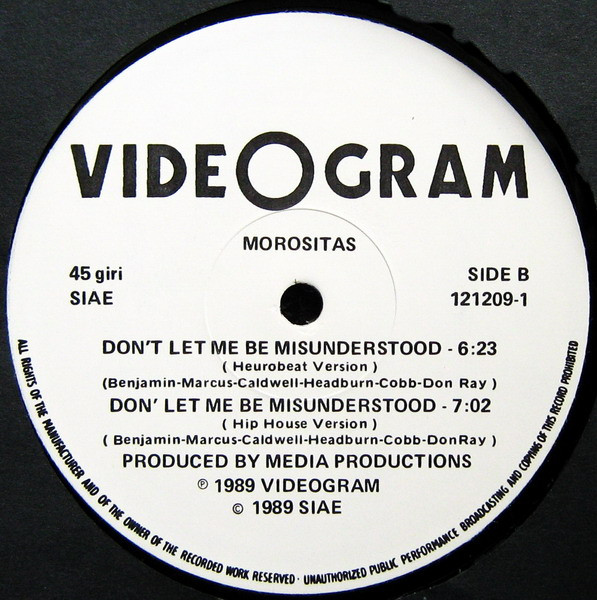 VIDEOGRAM
MOROSITAS
45 giri
SIDE B
SIAE
121209-1
DON'T LET ME BE MISUNDERSTOOD - 6:23
( Heurobeat Version )
(Benjamin-Marcus-Caldwell-Headburn-Cobb-Don Ray )
DON' LET ME BE MISUNDERSTOOD - 7:02
( Hip House Version )
( Benjamin-Marcus-Caldwell-Headburn-Cobb-DonRay )
PRODUCED BY MEDIA PRODUCTIONS
℗ 1989 VIDEOGRAM
© 1989 SIAE
ALL RIGHTS OF THE MANUFACTURER AND OF THE OWNER OF THE RECORDED WORK RESERVED · UNAUTHORIZED PUBLIC PERFORMANCE BROADCASTING AND COPYING OF THIS RECORD PROHIBITED